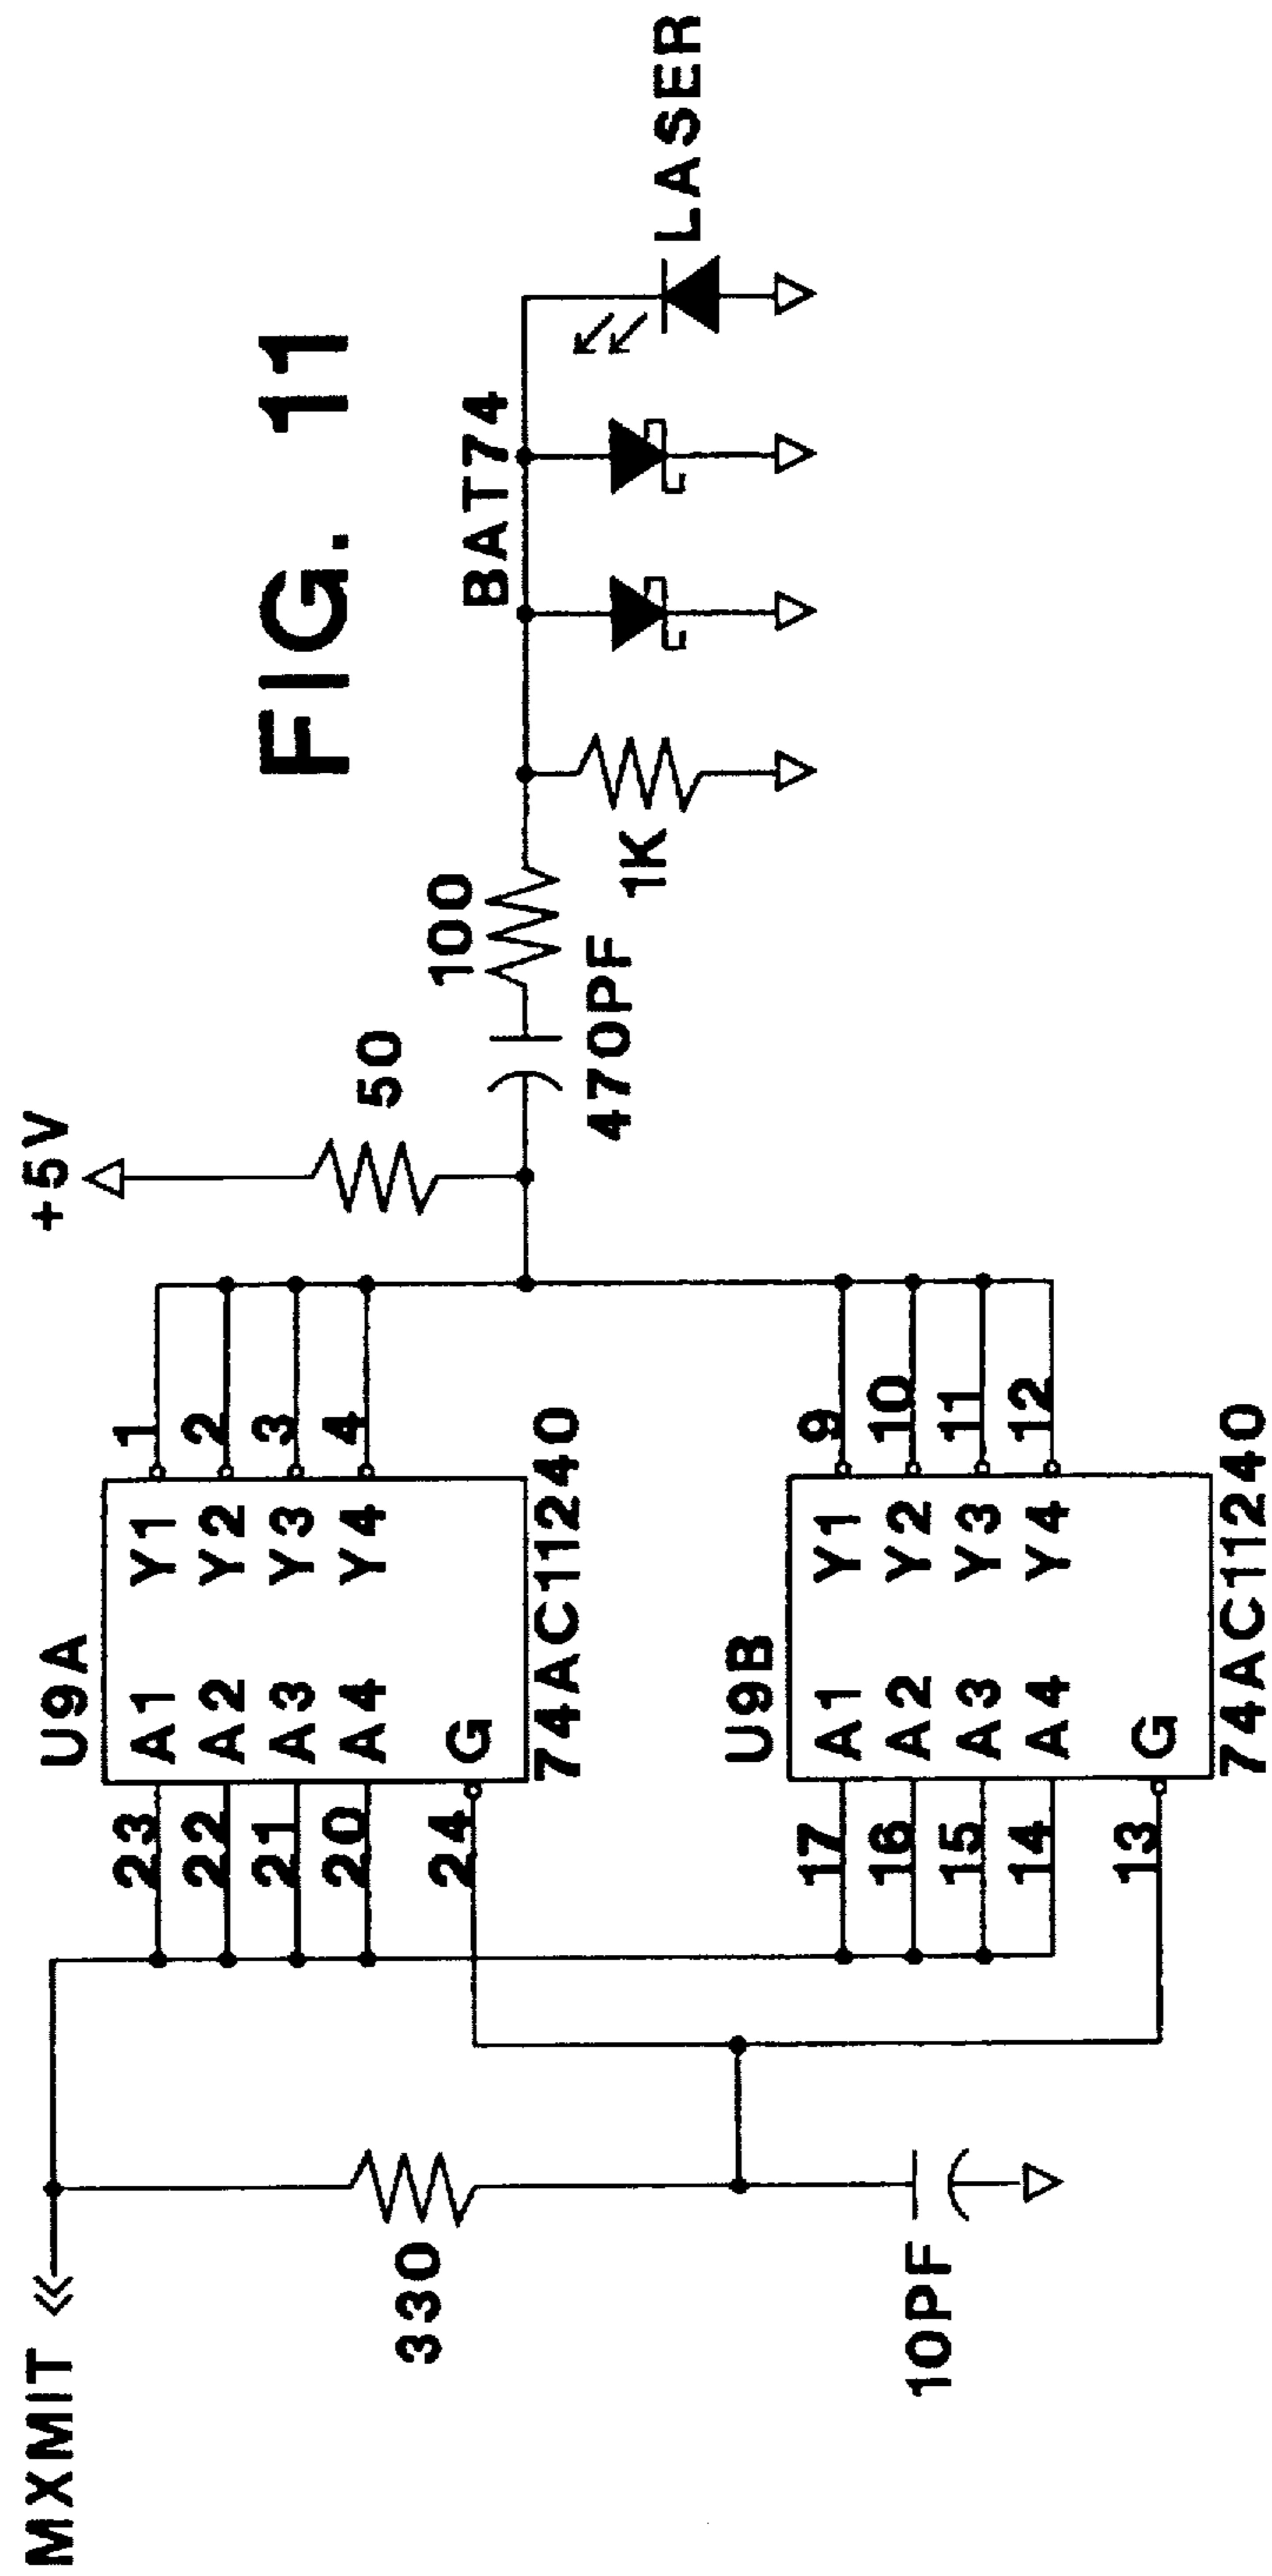 FIG. 11
MXMIT
330
10PF
U9A
23 A1 Y1 1
22 A2 Y2 2
21 A3 Y3 3
20 A4 Y4 4
24 G
74AC11240
U9B
17 A1 Y1 9
16 A2 Y2 10
15 A3 Y3 11
14 A4 Y4 12
13 G
74AC11240
+5V
50
470PF
100
1K
BAT74
LASER